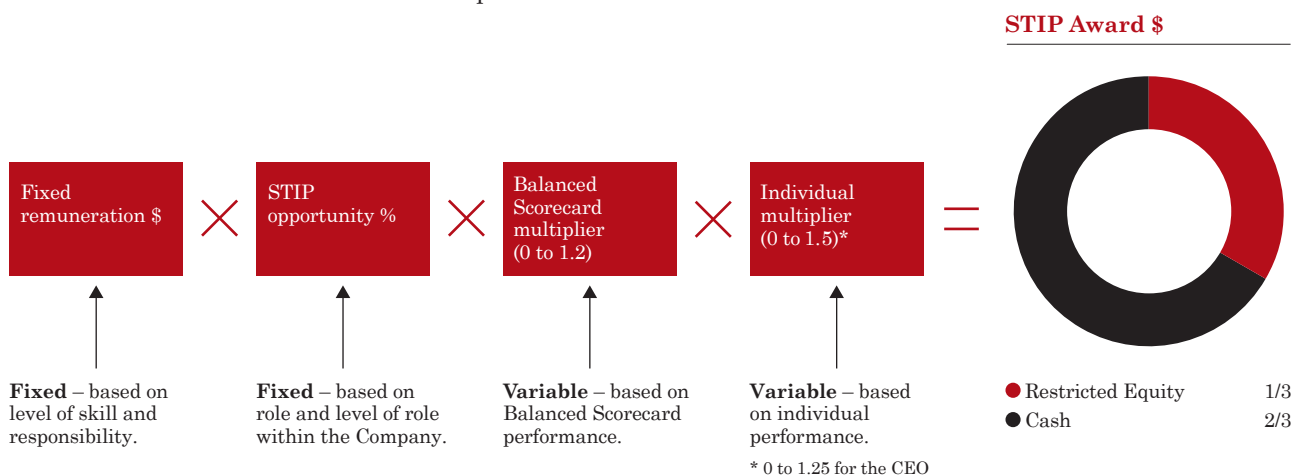 STIP Award $
Fixed
remuneration $
STIP
opportunity %
Balanced
Scorecard
multiplier
(0 to 1.2)
Individual
multiplier
(0 to 1.5)*
Fixed – based on
level of skill and
responsibility.
Fixed – based on
role and level of role
within the Company.
Variable – based on
Balanced Scorecard
performance.
Variable – based
on individual
performance.
* 0 to 1.25 for the CEO
Restricted Equity 1/3
Cash 2/3